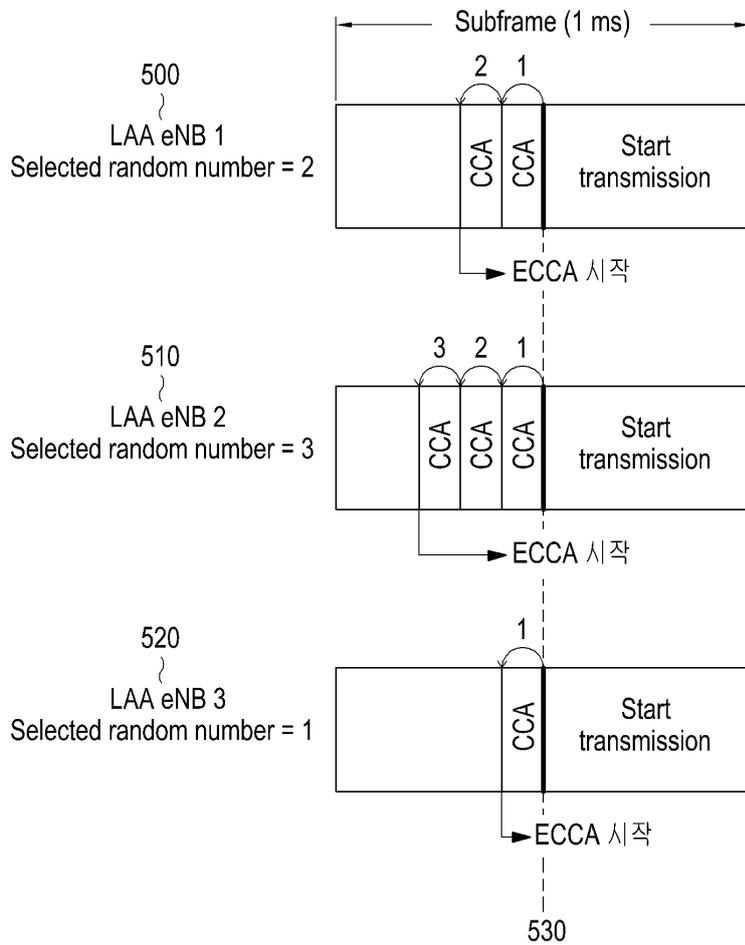 Subframe (1 ms)
2 1
500
LAA eNB 1
Selected random number = 2
CCA
CCA
Start
transmission
ECCA 시작
3 2 1
510
LAA eNB 2
Selected random number = 3
CCA
CCA
CCA
Start
transmission
ECCA 시작
1
520
LAA eNB 3
Selected random number = 1
CCA
Start
transmission
ECCA 시작
530